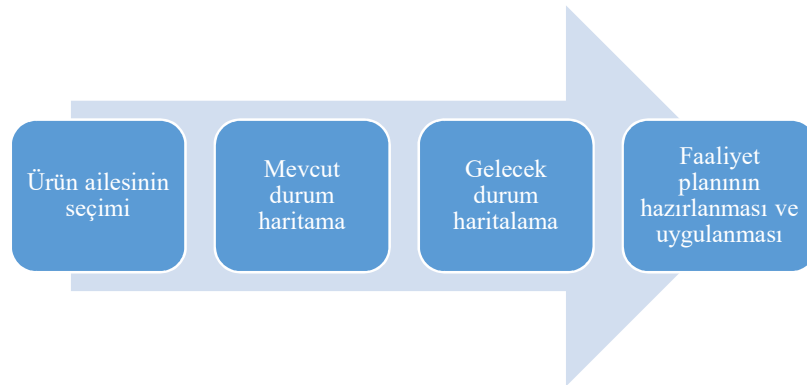 Ürün ailesinin
seçimi
Mevcut
durum
haritama
Gelecek
durum
haritalama
Faaliyet
planının
hazırlanması ve
uygulanması